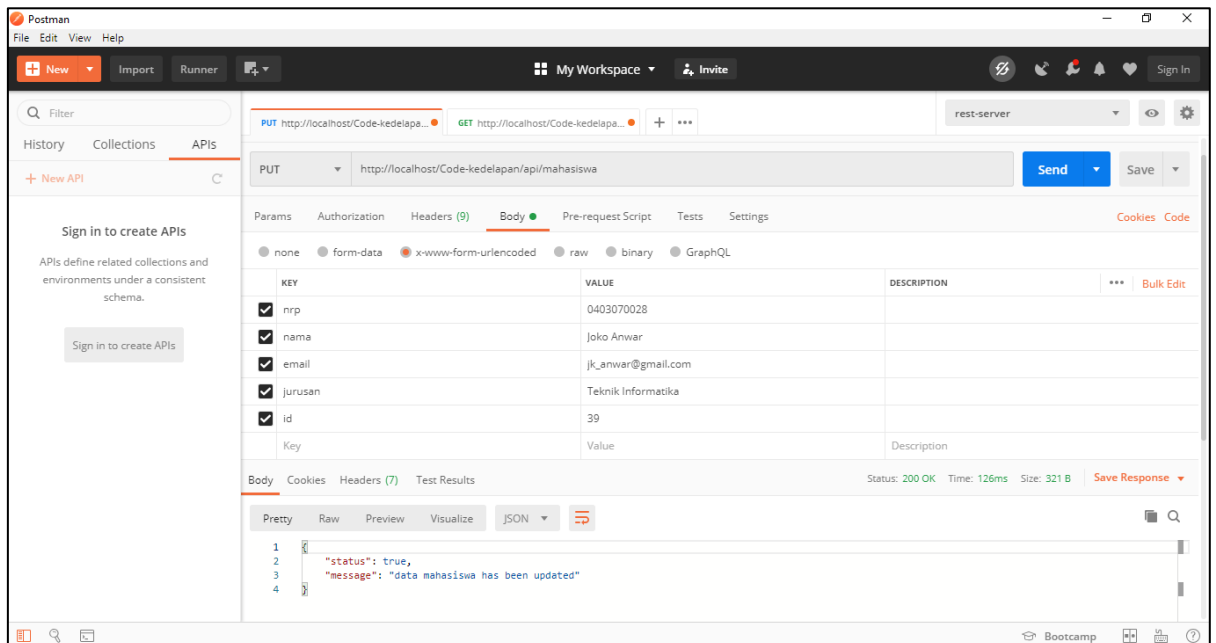 Postman
File Edit View Help
New Import Runner My Workspace Invite Sign In
Filter
History Collections APIs
+ New API
Sign in to create APIs
APIs define related collections and
environments under a consistent
schema.
Sign in to create APIs
PUT http://localhost/Code-kedelapa... GET http://localhost/Code-kedelapa... + ••• rest-server
PUT http://localhost/Code-kedelapan/api/mahasiswa Send Save
Params Authorization Headers (9) Body Pre-request Script Tests Settings Cookies Code
none form-data x-www-form-urlencoded raw binary GraphQL
KEY VALUE DESCRIPTION ••• Bulk Edit
nrp 0403070028
nama Joko Anwar
email jk_anwar@gmail.com
jurusan Teknik Informatika
id 39
Key Value Description
Body Cookies Headers (7) Test Results Status: 200 OK Time: 126ms Size: 321 B Save Response
Pretty Raw Preview Visualize JSON
1 {
2 "status": true,
3 "message": "data mahasiswa has been updated"
4 }
Bootcamp